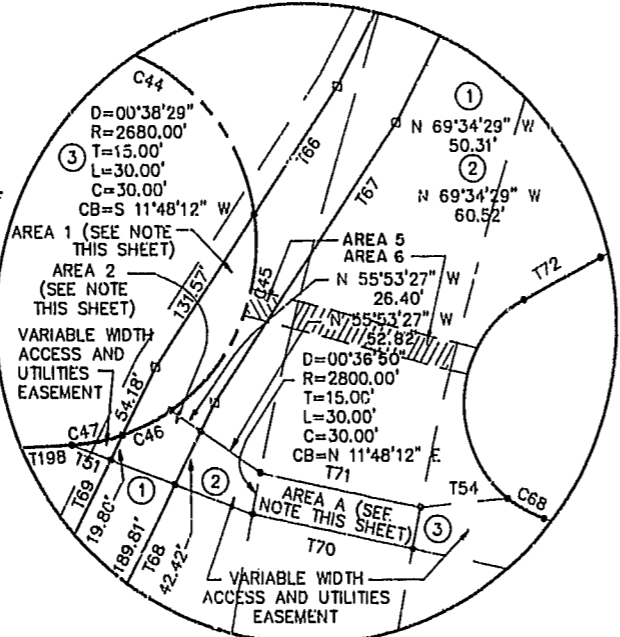 C44
D=00°38'29"
R=2680.00'
③ T=15.00'
L=30.00'
C=30.00'
CB=S 11°48'12" W
AREA 1 (SEE NOTE
THIS SHEET)
AREA 2
(SEE NOTE
THIS SHEET)
VARIABLE WIDTH
ACCESS AND
UTILITIES
EASEMENT
T66
T67
①
N 69°34'29" W
50.31'
②
N 69°34'29" W
60.52'
T72
131.57'
C45
AREA 5
AREA 6
N 55°53'27" W
26.40'
N 55°53'27" W
52.82'
D=00°36'50"
R=2800.00'
T=15.00'
L=30.00'
C=30.00'
CB=N 11°48'12" E
54.18'
C47
C46
T198
T51
T69
19.80'
①
189.81'
T68
42.42'
②
T71
AREA A (SEE
NOTE THIS SHEET)
T70
T54
C68
③
VARIABLE WIDTH
ACCESS AND UTILITIES
EASEMENT